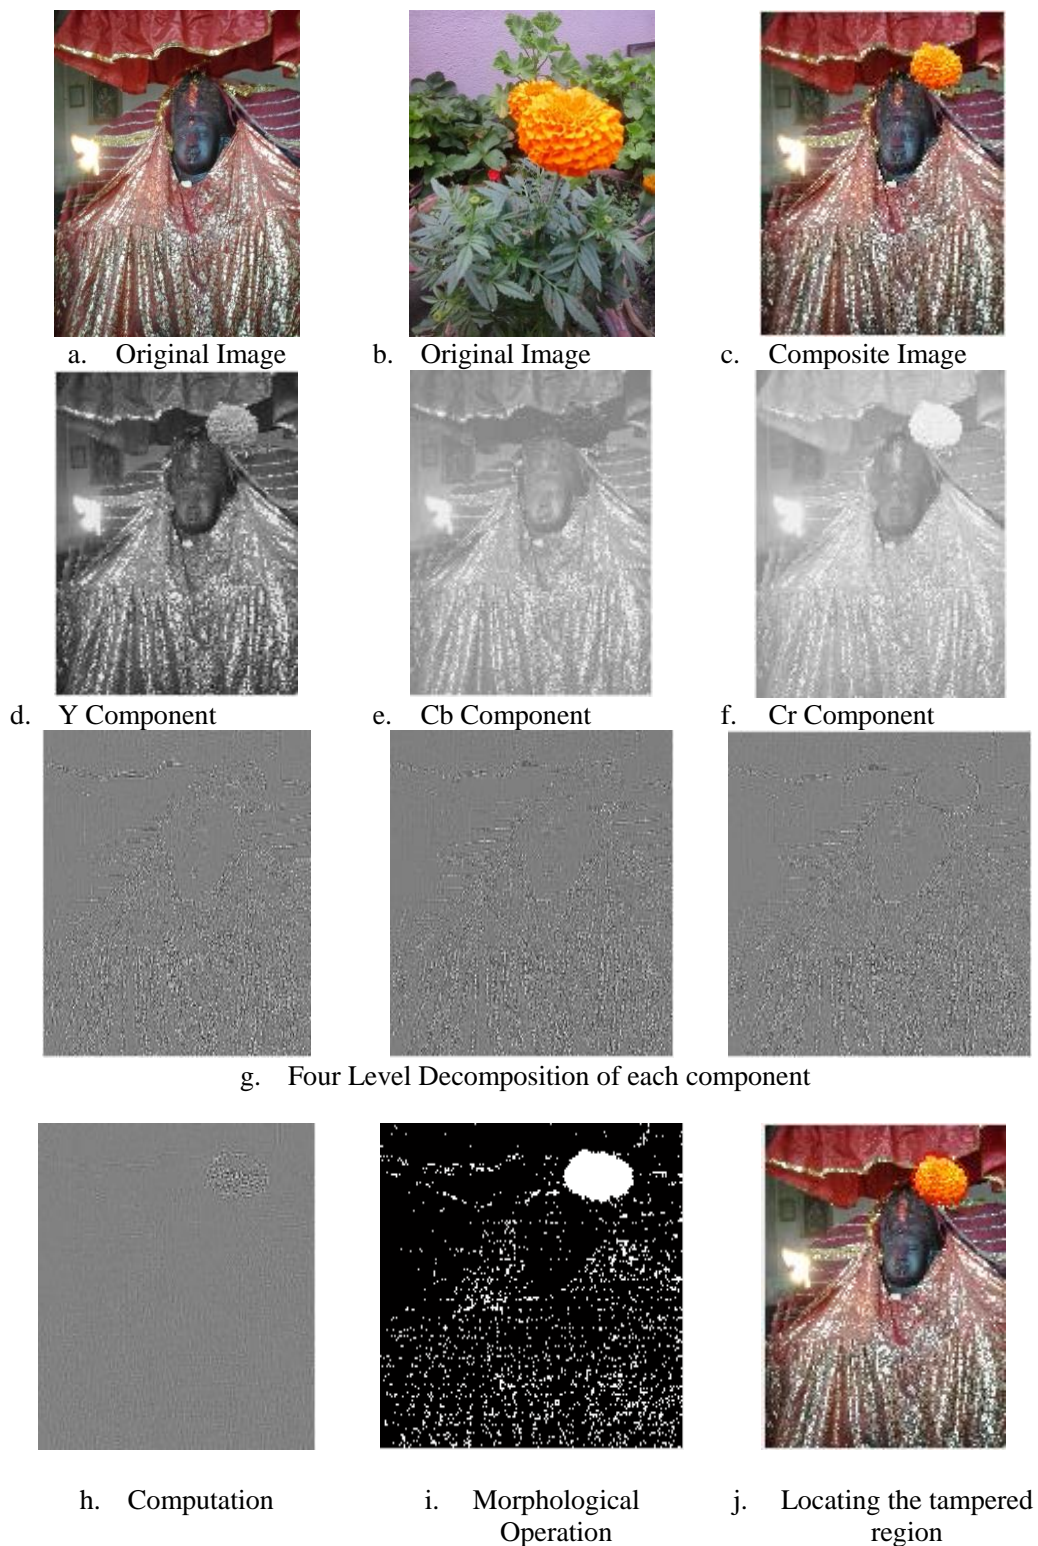 a. Original Image
b. Original Image
c. Composite Image
d. Y Component
e. Cb Component
f. Cr Component
g. Four Level Decomposition of each component
h. Computation
i. Morphological
Operation
j. Locating the tampered
region